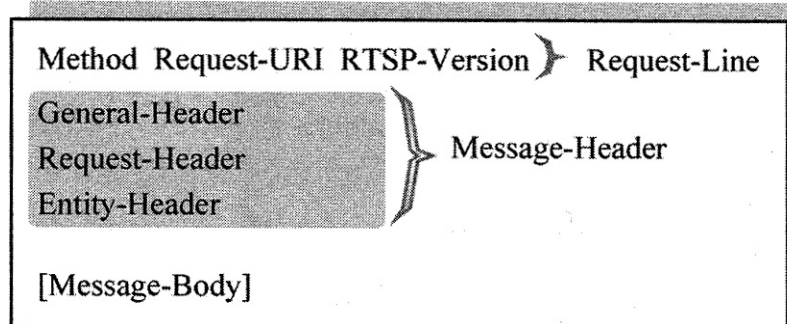 Method Request-URI RTSP-Version Request-Line
General-Header
Request-Header Message-Header
Entity-Header
[Message-Body]